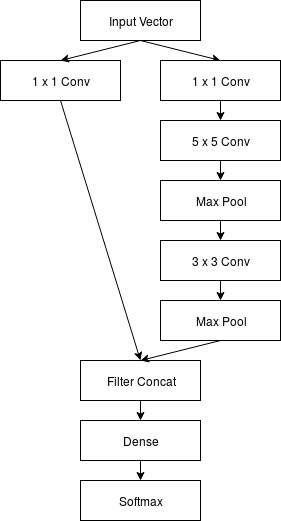 Input Vector
1 x 1 Conv
1 x 1 Conv
5 x 5 Conv
Max Pool
3 x 3 Conv
Max Pool
Filter Concat
Dense
Softmax